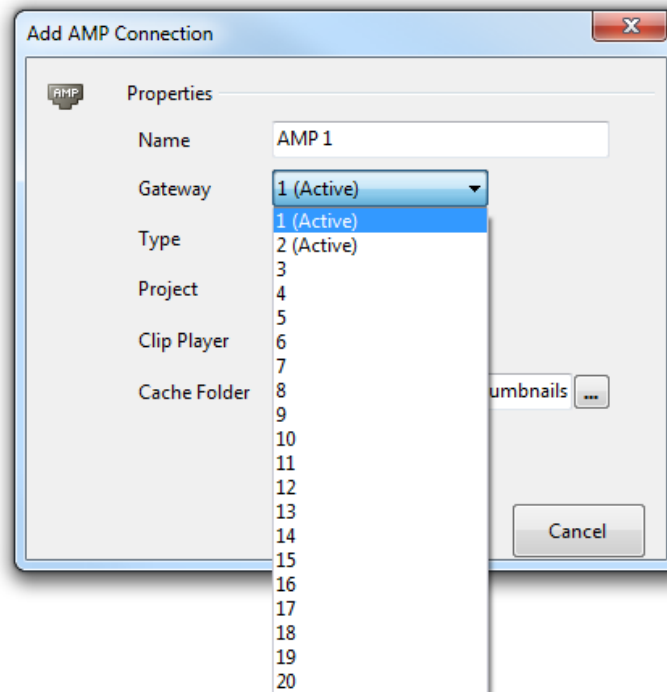 Add AMP Connection
x
AMP
Properties
Name
AMP 1
Gateway
1 (Active)
1 (Active)
2 (Active)
Type
3
Project
4
5
Clip Player
6
7
Cache Folder
8
umbnails
...
9
10
11
12
13
Cancel
14
15
16
17
18
19
20